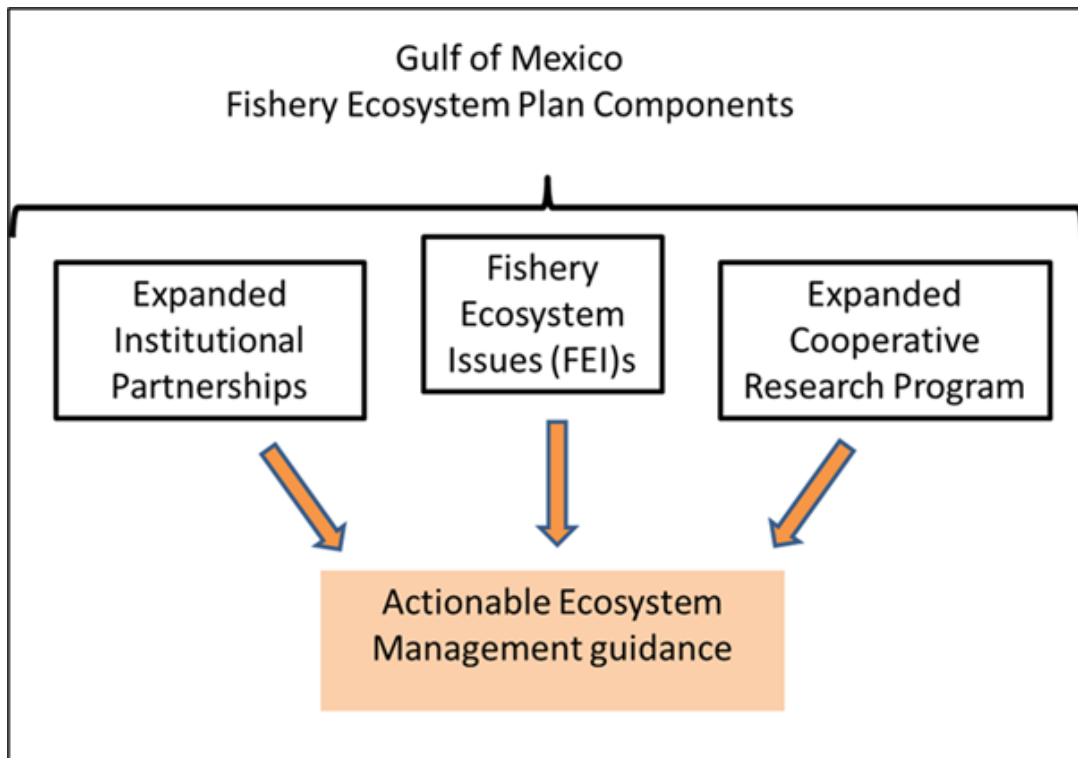 Gulf of Mexico
Fishery Ecosystem Plan Components
Expanded
Institutional
Partnerships
Fishery
Ecosystem
Issues (FEI)s
Expanded
Cooperative
Research Program
Actionable Ecosystem
Management guidance